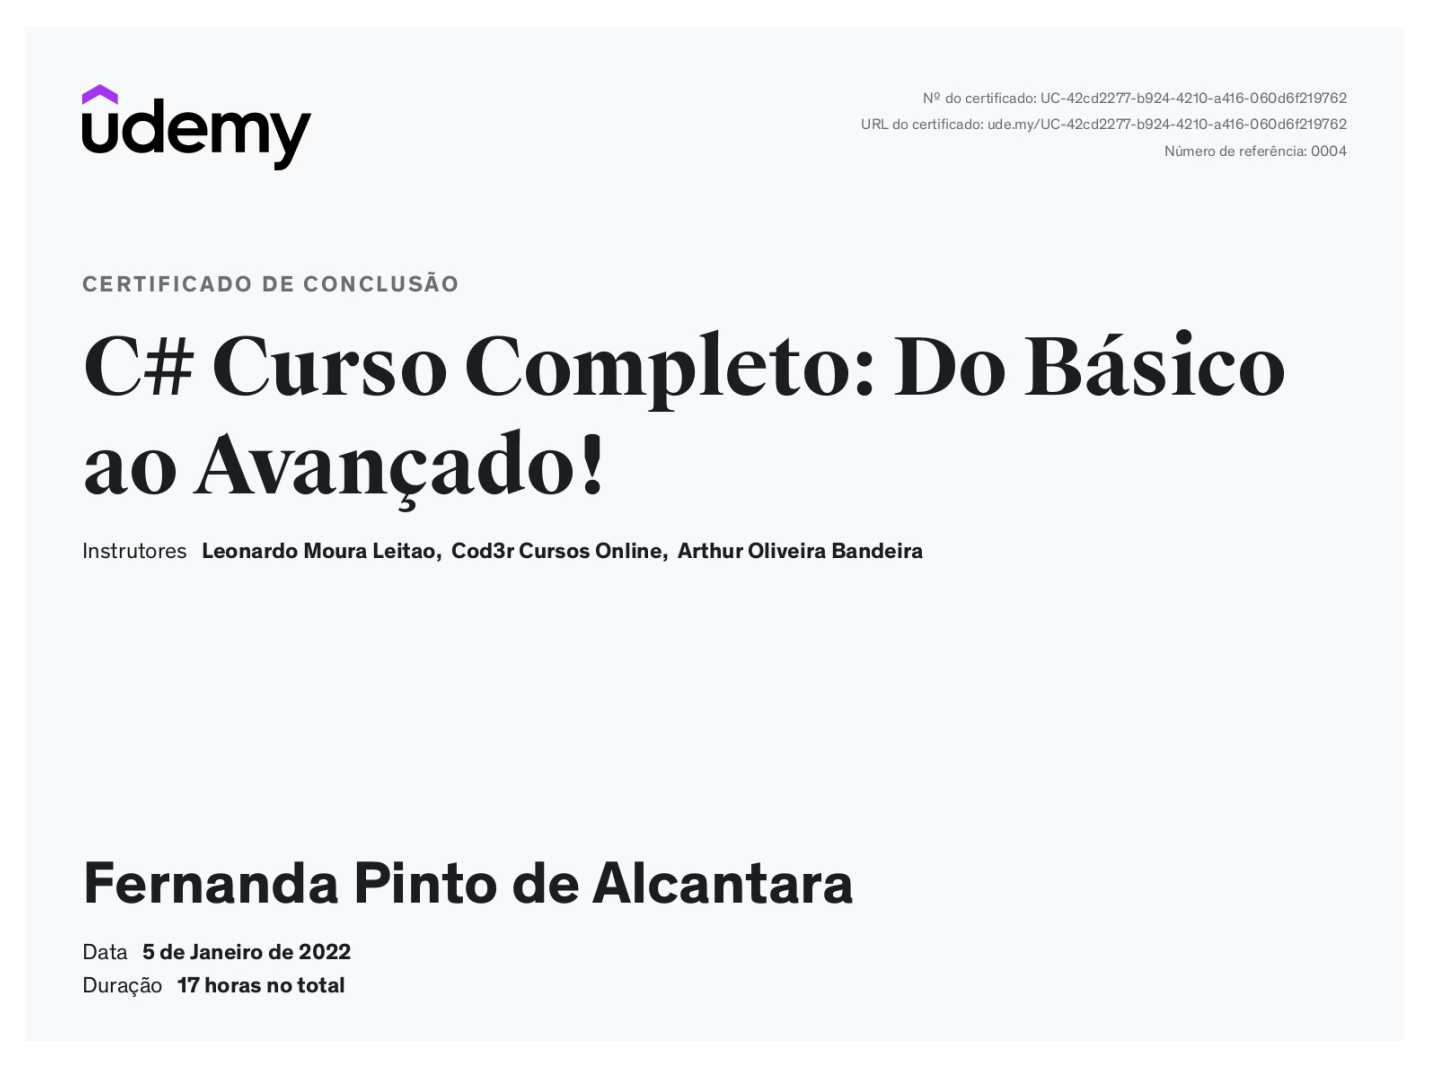 udemy
Nº do certificado: UC-42cd2277-b924-4210-a416-060d6f219762
URL do certificado: ude.my/UC-42cd2277-b924-4210-a416-060d6f219762
Número de referência: 0004
CERTIFICADO DE CONCLUSÃO
C# Curso Completo: Do Básico
ao Avançado!
Instrutores Leonardo Moura Leitao, Cod3r Cursos Online, Arthur Oliveira Bandeira
Fernanda Pinto de Alcantara
Data 5 de Janeiro de 2022
Duração 17 horas no total